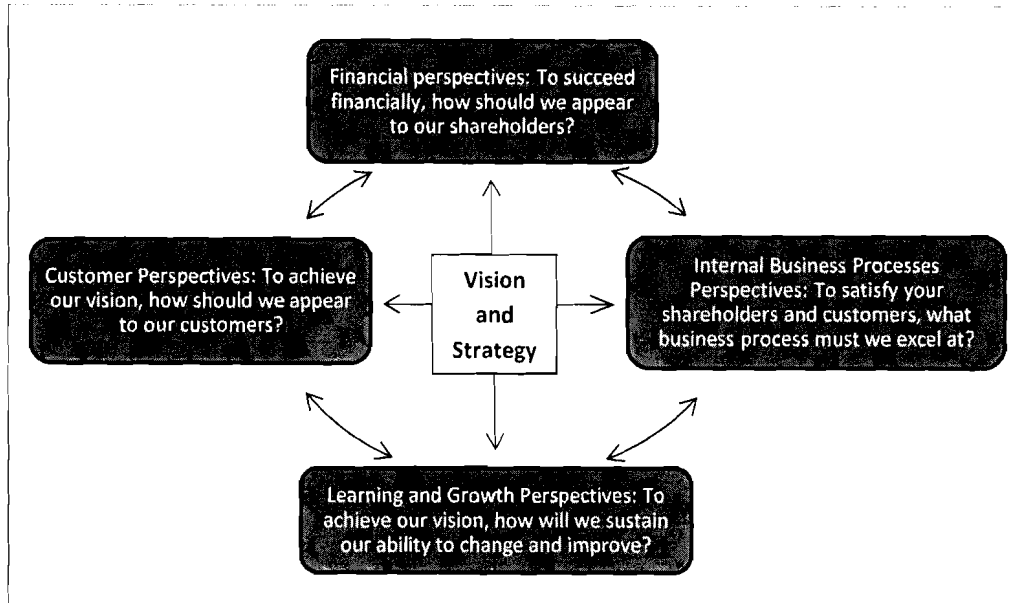 Financial perspectives: To succeed
financially, how should we appear
to our shareholders?
Customer Perspectives: To achieve
our vision, how should we appear
to our customers?
Vision
and
Strategy
Internal Business Processes
Perspectives: To satisfy your
shareholders and customers, what
business process must we excel at?
Learning and Growth Perspectives: To
achieve our vision, how will we sustain
our ability to change and improve?